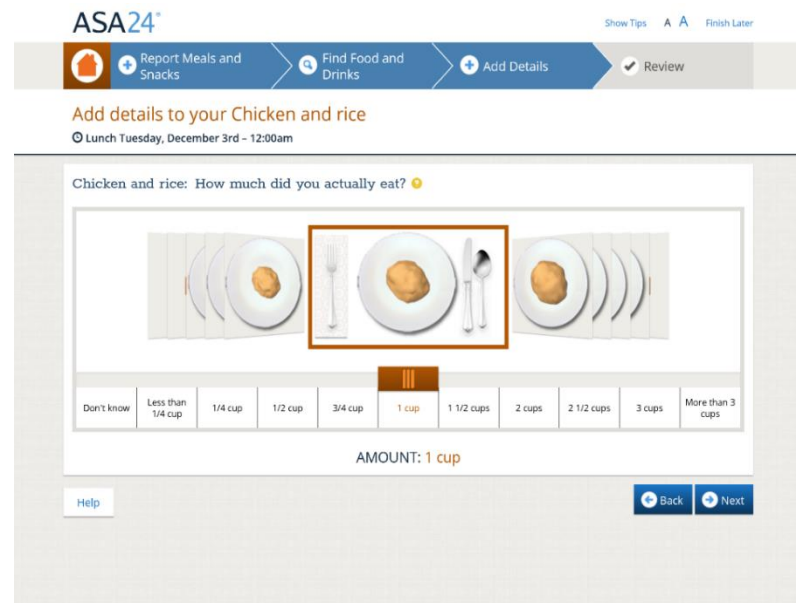 ASA24®
Show Tips A A Finish Later
Report Meals and
Snacks
Find Food and
Drinks
Add Details
Review
Add details to your Chicken and rice
Lunch Tuesday, December 3rd – 12:00am
Chicken and rice: How much did you actually eat? ?
Don't know
Less than
1/4 cup
1/4 cup
1/2 cup
3/4 cup
1 cup
1 1/2 cups
2 cups
2 1/2 cups
3 cups
More than 3
cups
AMOUNT: 1 cup
Help
Back
Next